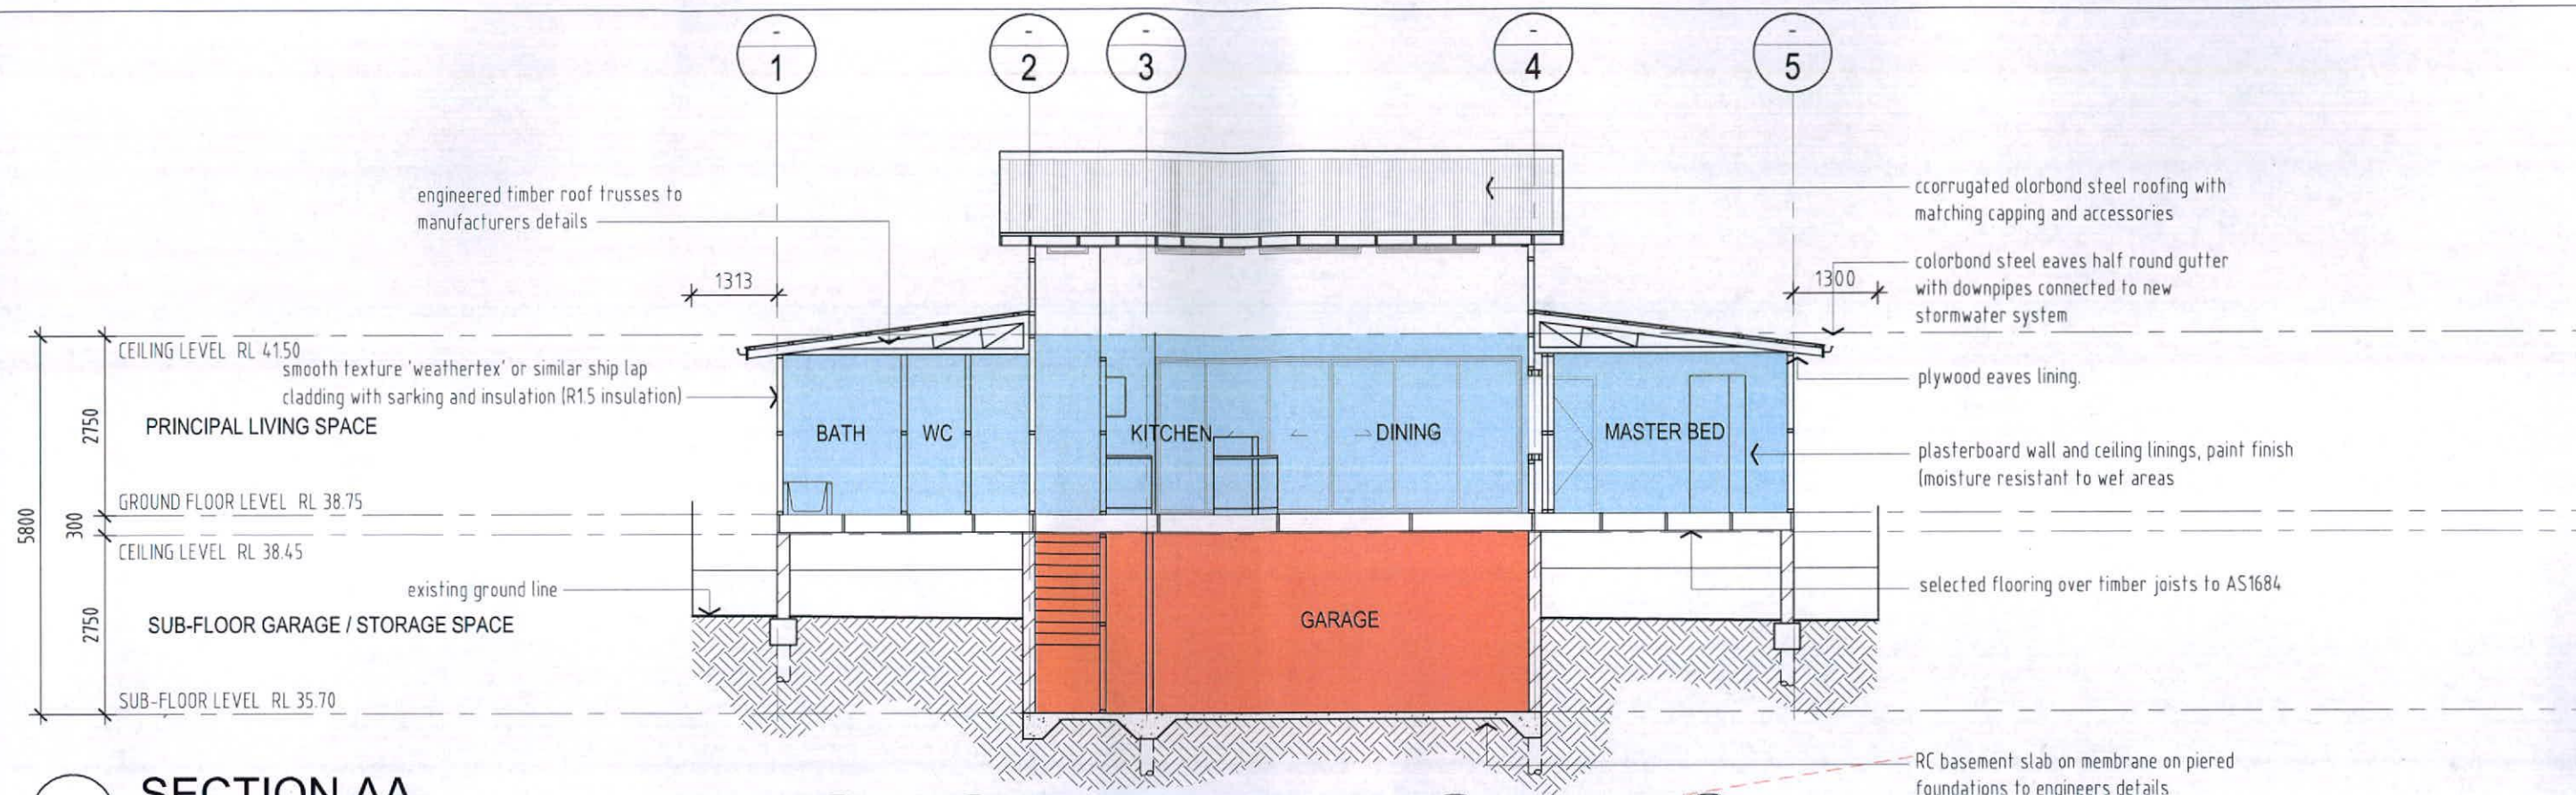 -
1
-
2
-
3
-
4
-
5
engineered timber roof trusses to
manufacturers details
ccorrugated olorbond steel roofing with
matching capping and accessories
1313
1300
colorbond steel eaves half round gutter
with downpipes connected to new
stormwater system
CEILING LEVEL RL 41.50
smooth texture 'weathertex' or similar ship lap
cladding with sarking and insulation (R1.5 insulation)
plywood eaves lining.
2750
PRINCIPAL LIVING SPACE
BATH
WC
KITCHEN
DINING
MASTER BED
plasterboard wall and ceiling linings, paint finish
(moisture resistant to wet areas
GROUND FLOOR LEVEL RL 38.75
5800
300
CEILING LEVEL RL 38.45
existing ground line
selected flooring over timber joists to AS1684
2750
SUB-FLOOR GARAGE / STORAGE SPACE
GARAGE
SUB-FLOOR LEVEL RL 35.70
SECTION AA
RC basement slab on membrane on piered
foundations to engineers details